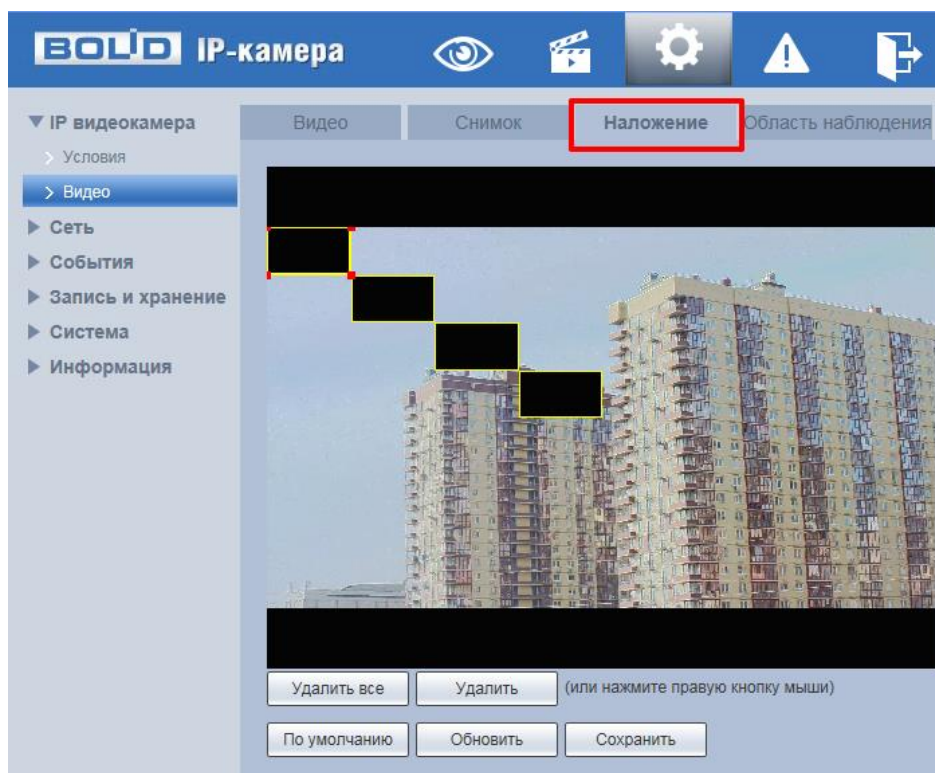 BOLID IP-камера
IP видеокамера
Условия
Видео
Сеть
События
Запись и хранение
Система
Информация
Видео Снимок Наложение Область наблюдения
Удалить все Удалить (или нажмите правую кнопку мыши)
По умолчанию Обновить Сохранить